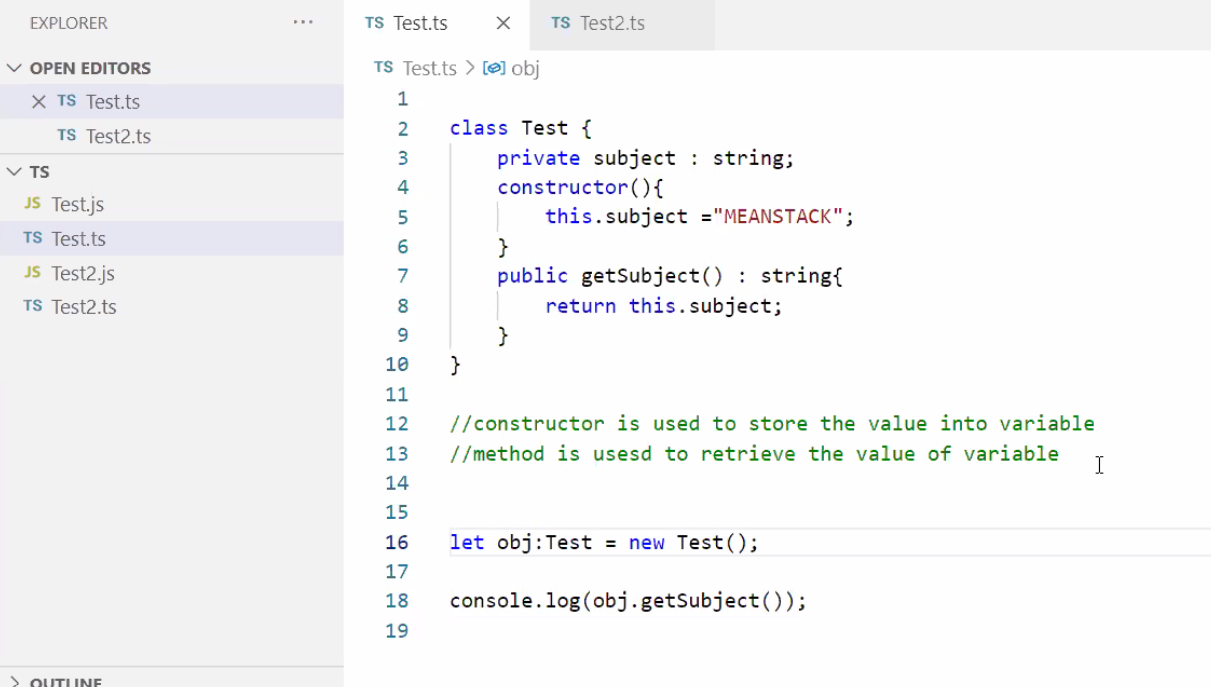 EXPLORER ···
OPEN EDITORS
TS Test.ts
TS Test2.ts
TS
JS Test.js
TS Test.ts
JS Test2.js
TS Test2.ts
OUTLINE
TS Test.ts TS Test2.ts
TS Test.ts > obj
1
2 class Test {
3 private subject : string;
4 constructor(){
5 this.subject ="MEANSTACK";
6 }
7 public getSubject() : string{
8 return this.subject;
9 }
10 }
11
12 //constructor is used to store the value into variable
13 //method is usesd to retrieve the value of variable
14
15
16 let obj:Test = new Test();
17
18 console.log(obj.getSubject());
19